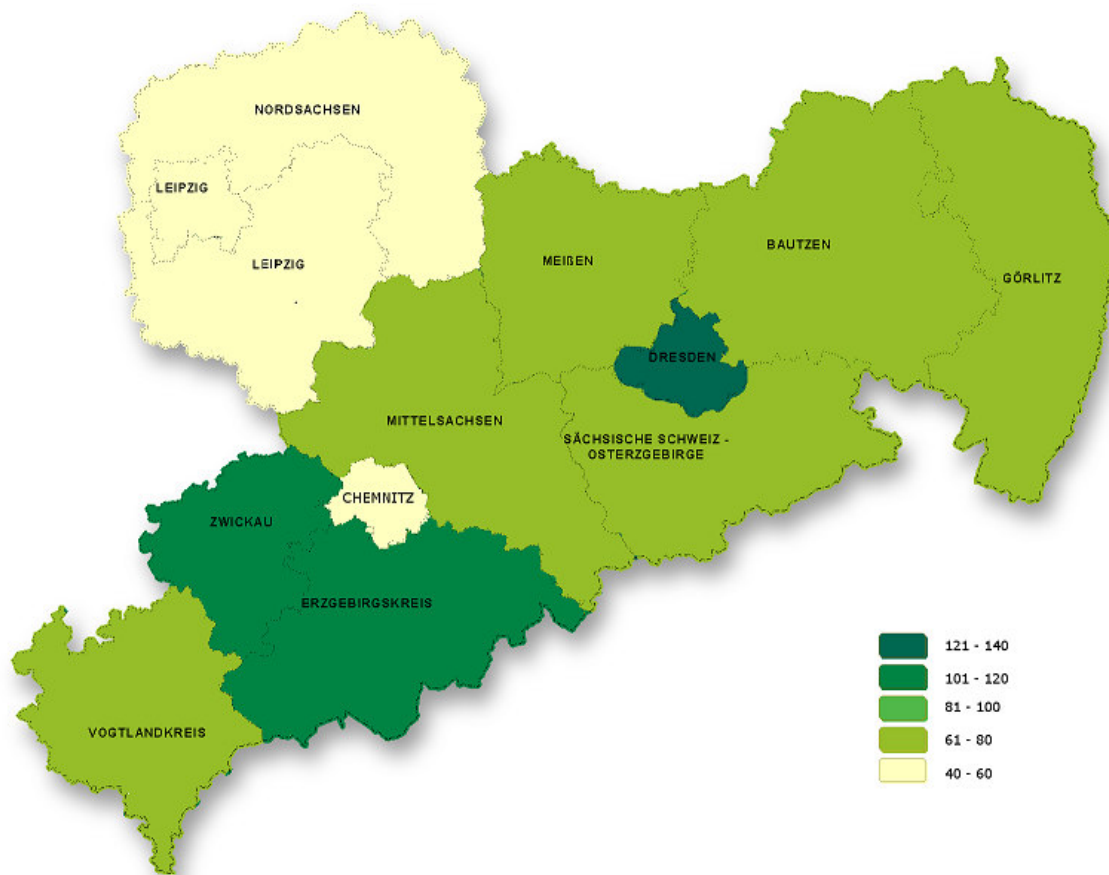 NORDSACHSEN
LEIPZIG
LEIPZIG
MEIßEN
BAUTZEN
GÖRLITZ
DRESDEN
MITTELSACHSEN
SÄCHSISCHE SCHWEIZ -
OSTERZGEBIRGE
CHEMNITZ
ZWICKAU
ERZGEBIRGSKREIS
VOGTLANDKREIS
121 - 140
101 - 120
81 - 100
61 - 80
40 - 60